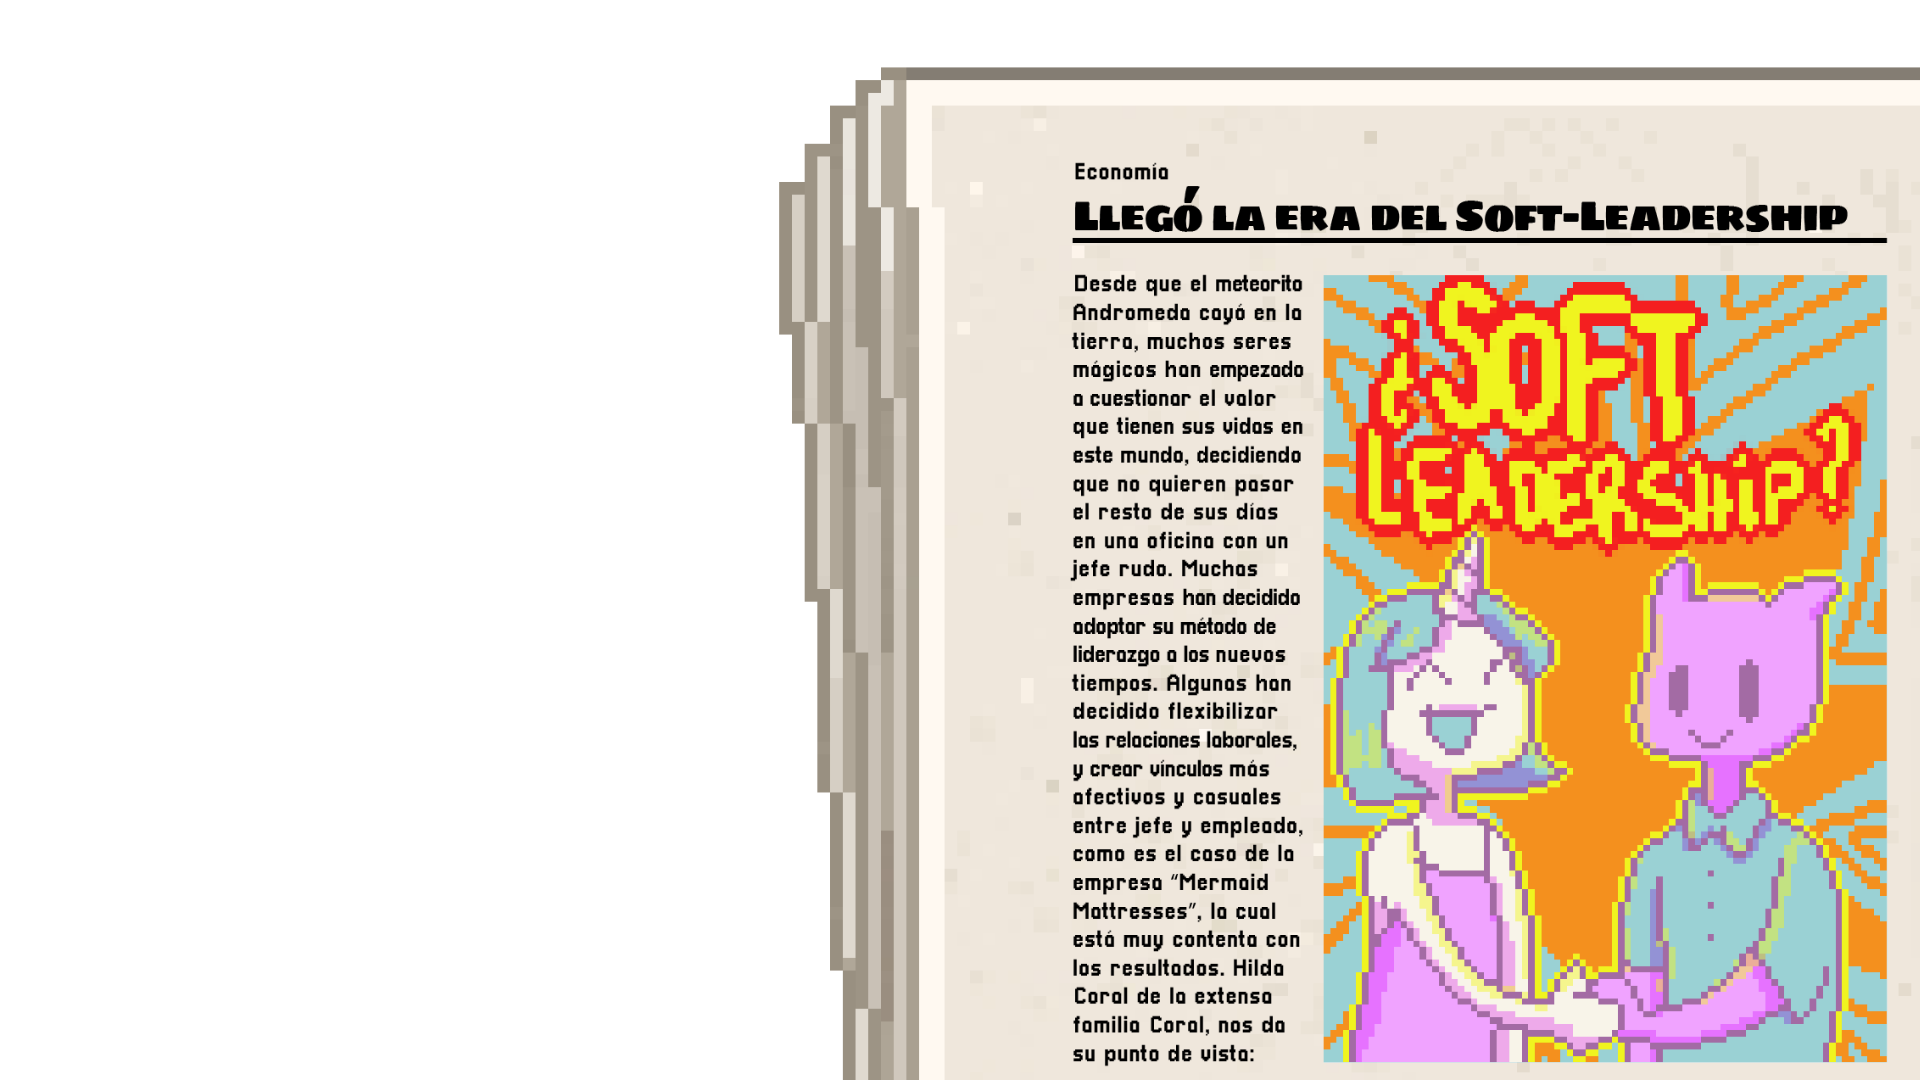 Economía
Llegó la era del Soft-Leadership
Desde que el meteorito
Andromeda cayó en la
tierra, muchos seres
mágicos han empezado
a cuestionar el valor
que tienen sus vidas en
este mundo, decidiendo
que no quieren pasar
el resto de sus días
en una oficina con un
jefe rudo. Muchas
empresas han decidido
adoptar su método de
liderazgo a los nuevos
tiempos. Algunas han
decidido flexibilizar
las relaciones laborales,
y crear vínculos más
afectivos y casuales
entre jefe y empleado,
como es el caso de la
empresa “Mermaid
Mattresses”, la cual
está muy contenta con
los resultados. Hilda
Coral de la extensa
familia Coral, nos da
su punto de vista:
¿Soft
Leadership?